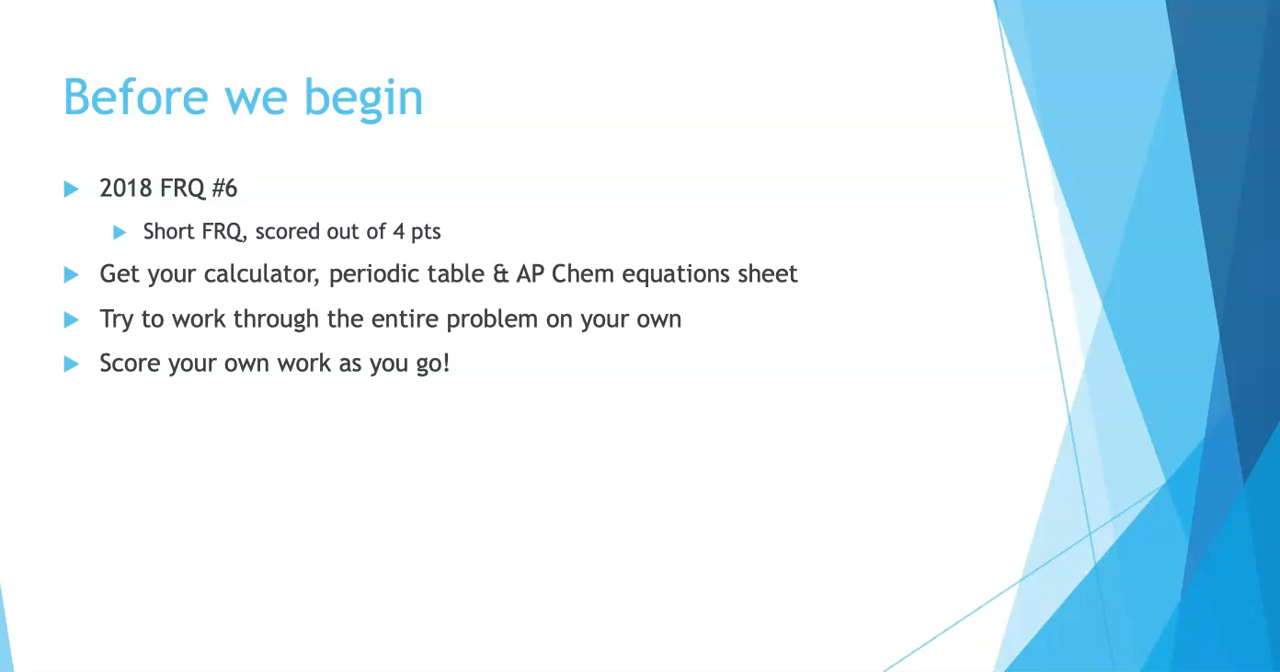 Before we begin
2018 FRQ #6
Short FRQ, scored out of 4 pts
Get your calculator, periodic table & AP Chem equations sheet
Try to work through the entire problem on your own
Score your own work as you go!